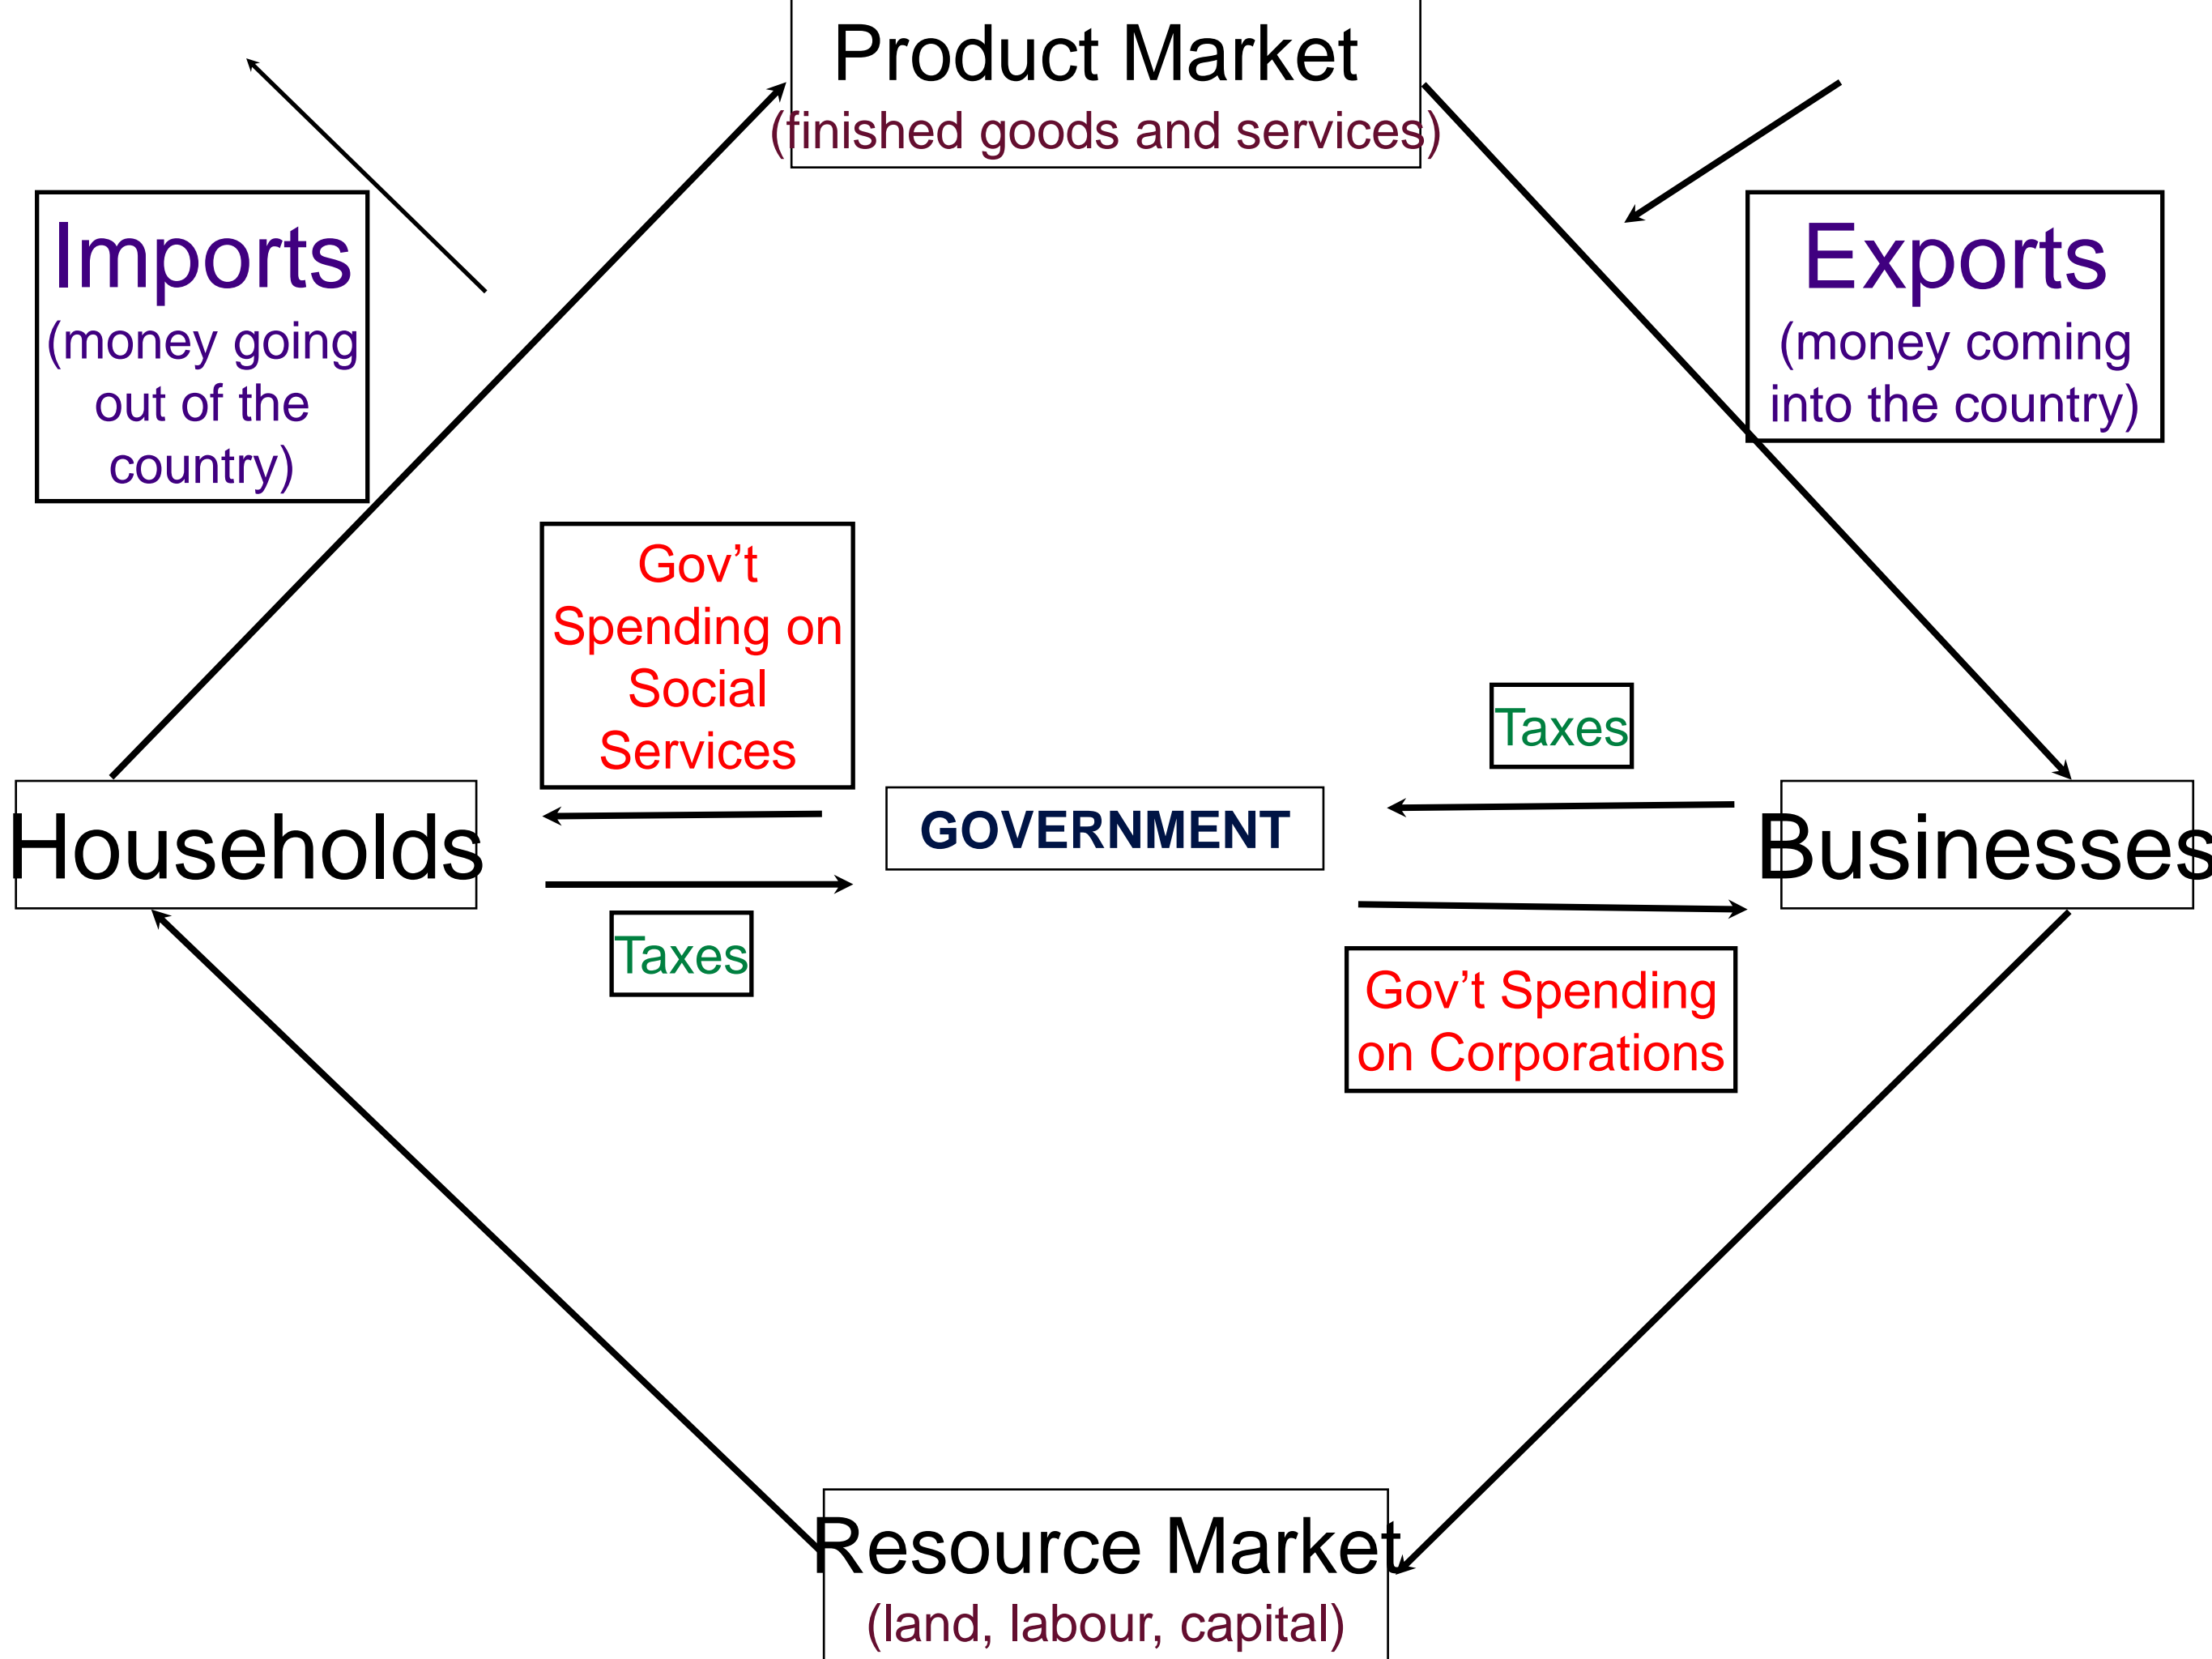 Product Market
(finished goods and services)
Imports
(money going
out of the
country)
Exports
(money coming
into the country)
Gov’t
Spending on
Social
Services
Taxes
Households
GOVERNMENT
Businesses
Taxes
Gov’t Spending
on Corporations
Resource Market
(land, labour, capital)